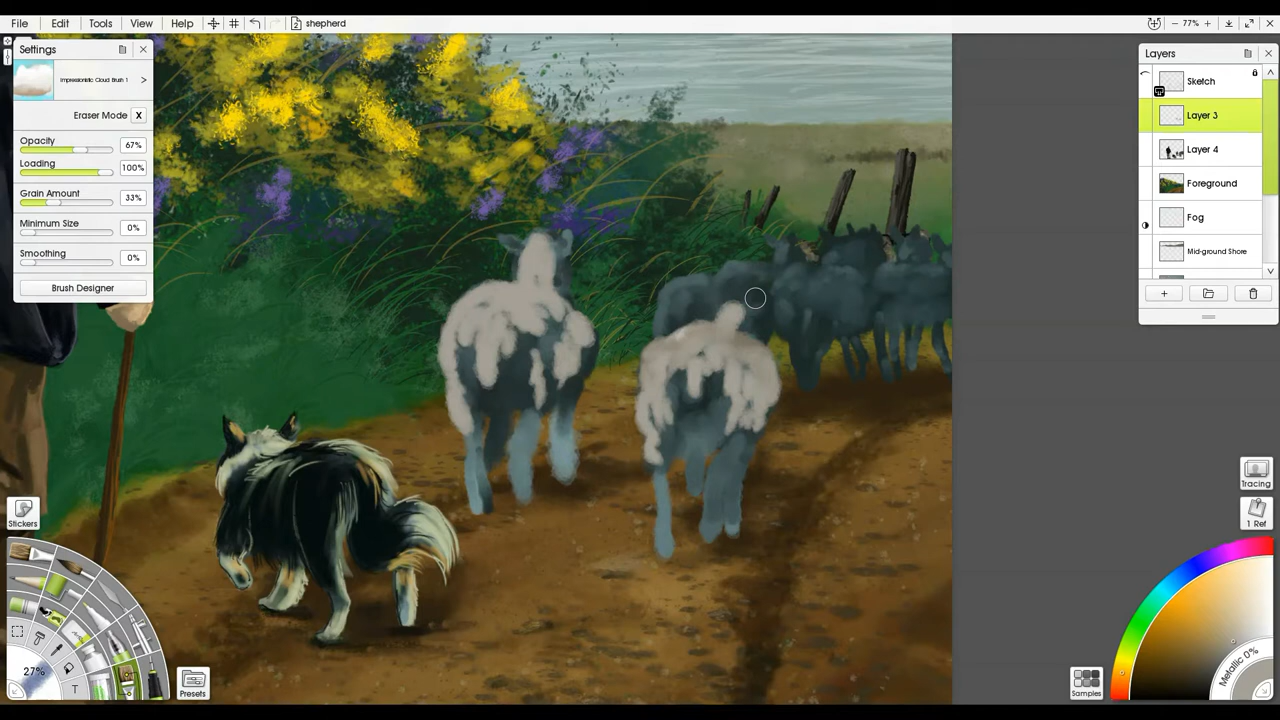 File Edit Tools View Help 2 shepherd 77%
Settings
Impressionistic Cloud Brush 1
Eraser Mode X
Opacity 67%
Loading 100%
Grain Amount 33%
Minimum Size 0%
Smoothing 0%
Brush Designer
Layers
Sketch
Layer 3
Layer 4
Foreground
Fog
Mid-ground Shore
Tracing
1 Ref
Stickers
27%
T
Presets
Samples
Metallic 0%